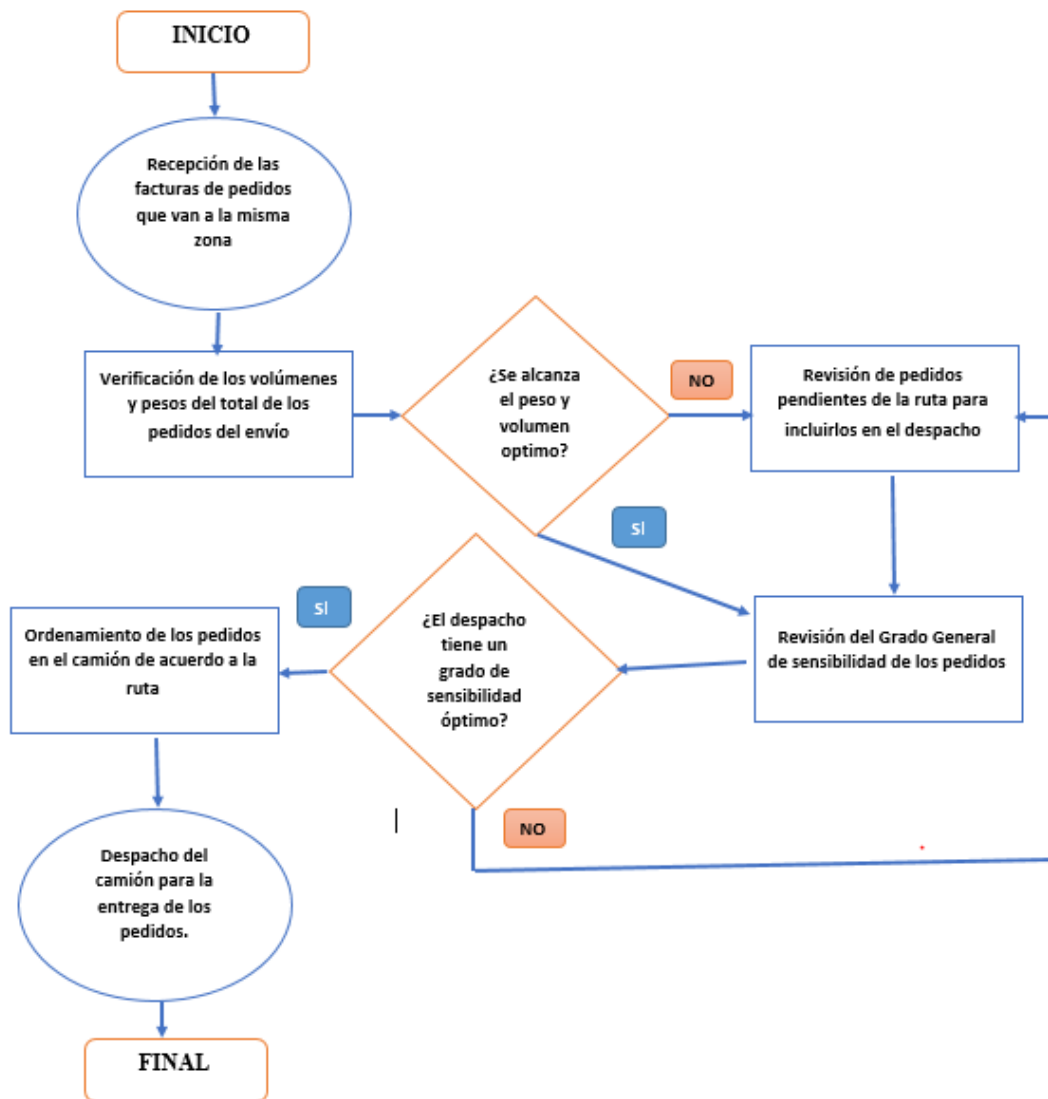 INICIO
Recepción de las
facturas de pedidos
que van a la misma
zona
Verificación de los volúmenes
y pesos del total de los
pedidos del envío
¿Se alcanza
el peso y
volumen
optimo?
NO
Revisión de pedidos
pendientes de la ruta para
incluirlos en el despacho
SI
Revisión del Grado General
de sensibilidad de los pedidos
¿El despacho
tiene un
grado de
sensibilidad
óptimo?
SI
Ordenamiento de los pedidos
en el camión de acuerdo a la
ruta
NO
Despacho del
camión para la
entrega de los
pedidos.
FINAL